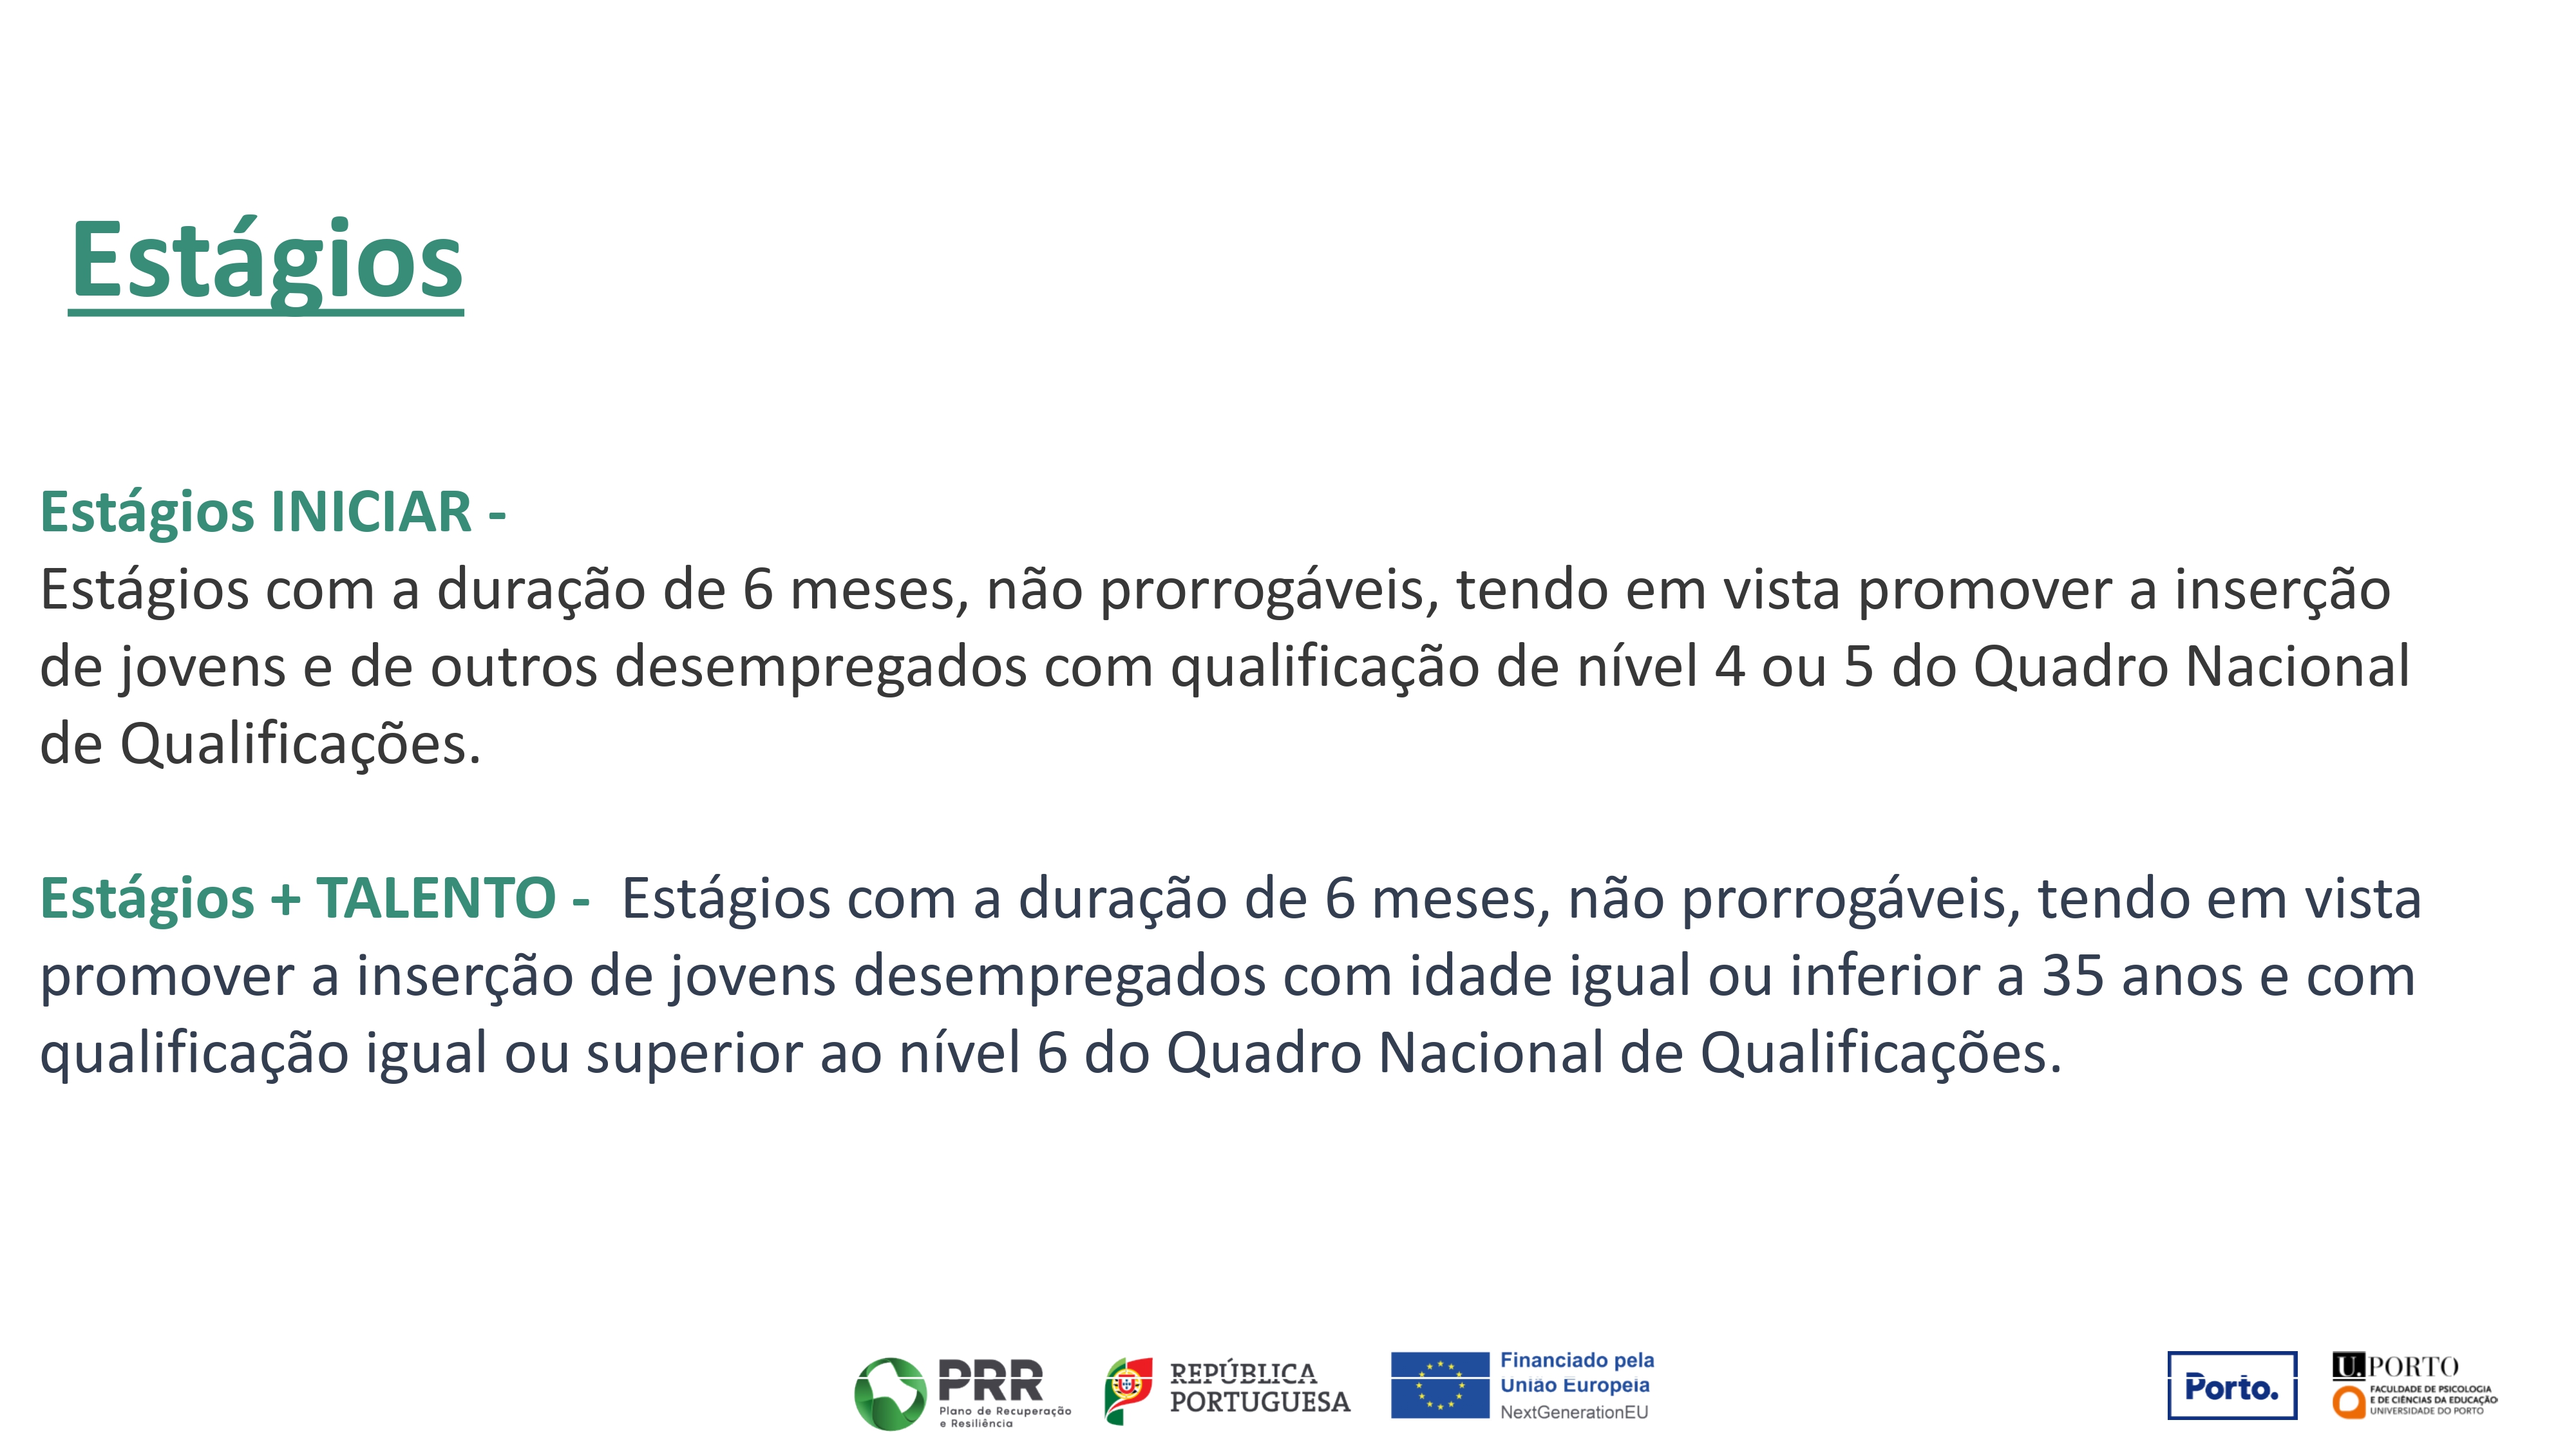 Estágios
Estágios INICIAR -
Estágios com a duração de 6 meses, não prorrogáveis, tendo em vista promover a inserção
de jovens e de outros desempregados com qualificação de nível 4 ou 5 do Quadro Nacional
de Qualificações.
Estágios + TALENTO -  Estágios com a duração de 6 meses, não prorrogáveis, tendo em vista
promover a inserção de jovens desempregados com idade igual ou inferior a 35 anos e com
qualificação igual ou superior ao nível 6 do Quadro Nacional de Qualificações.
PRR
Plano de Recuperação
e Resiliência
REPÚBLICA
PORTUGUESA
Financiado pela
União Europeia
NextGenerationEU
Porto.
U.PORTO
FACULDADE DE PSICOLOGIA
E DE CIÊNCIAS DA EDUCAÇÃO
UNIVERSIDADE DO PORTO